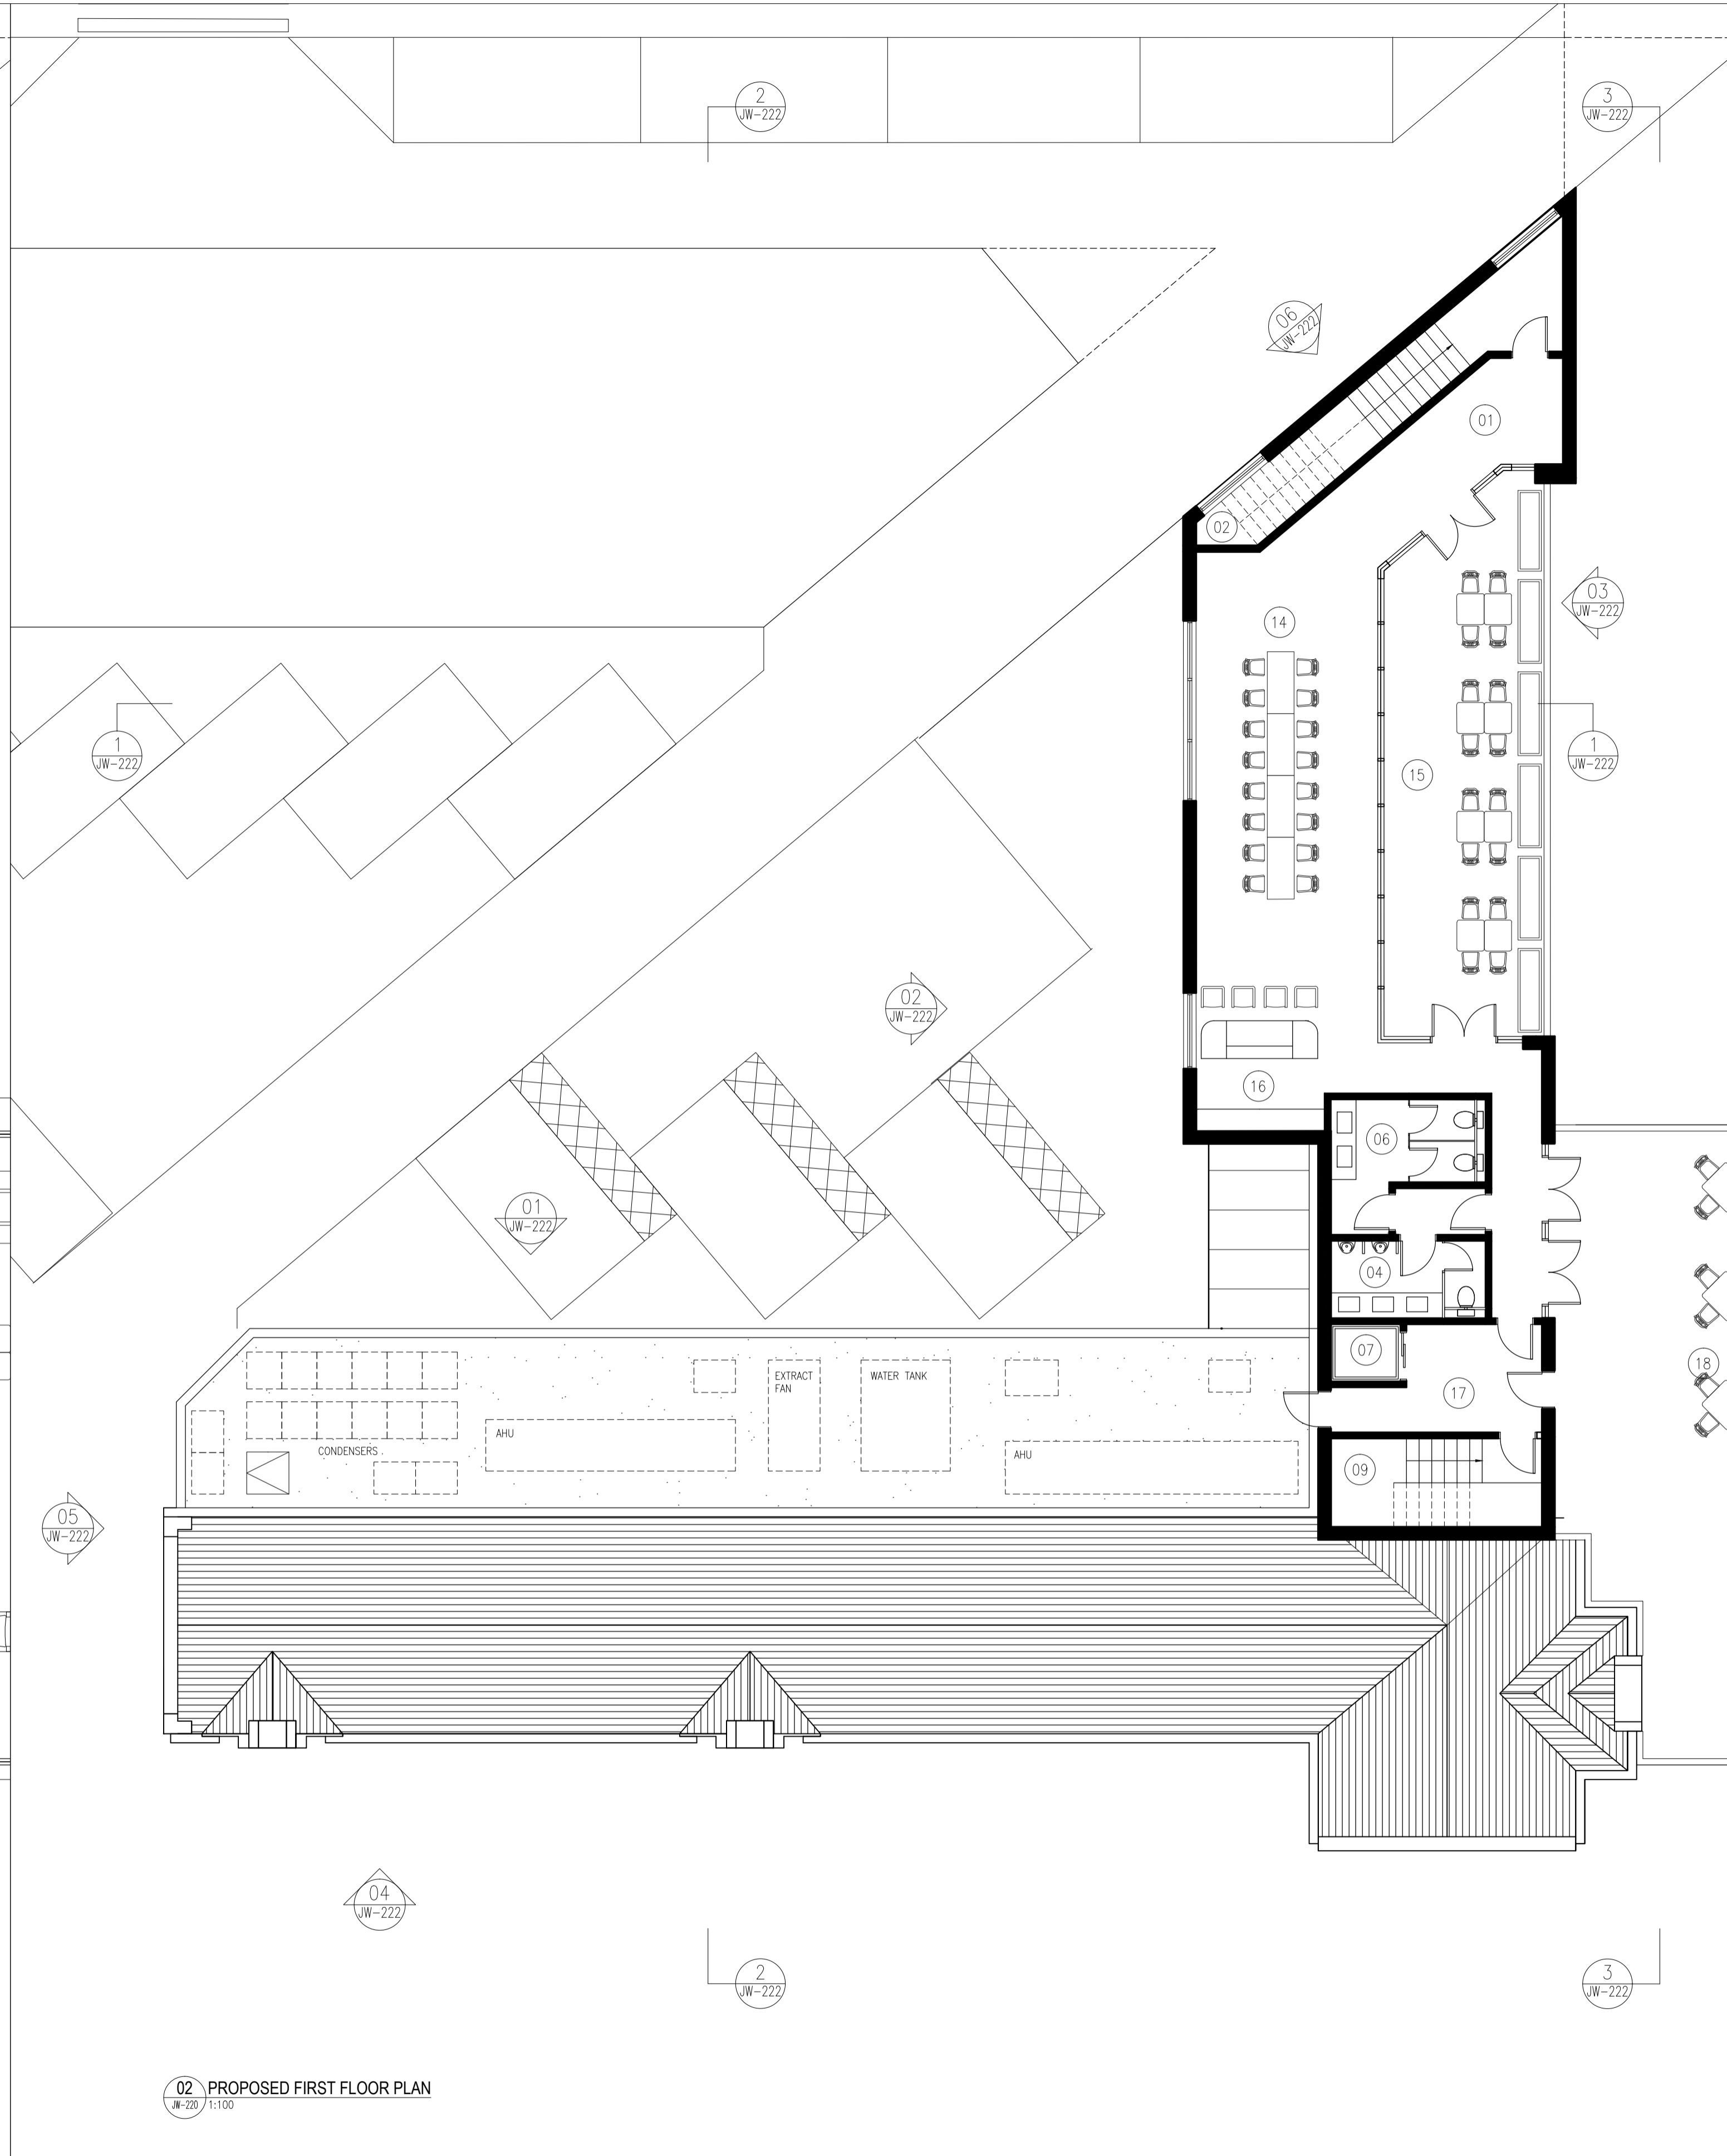 2
JW-222
3
JW-222
06
JW-222
01
02
03
JW-222
14
1
JW-222
1
JW-222
15
02
JW-222
16
06
01
JW-222
04
07
18
EXTRACT
FAN
WATER TANK
17
AHU
CONDENSERS
AHU
09
05
JW-222
04
JW-222
2
JW-222
3
JW-222
02
JW-220
PROPOSED FIRST FLOOR PLAN
1:100